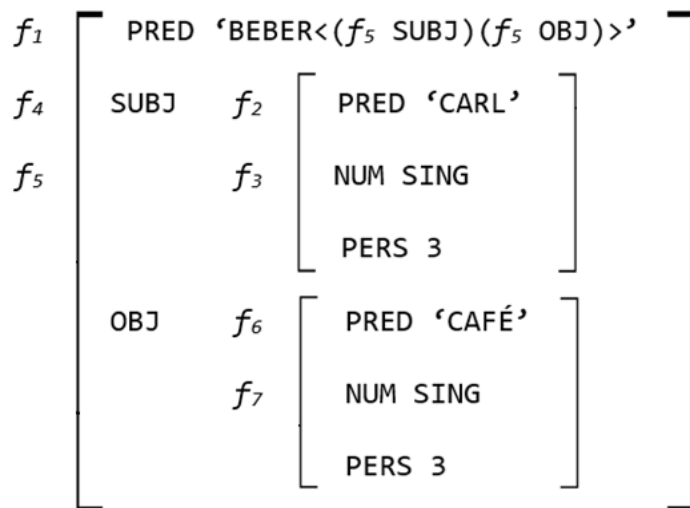 f₁ PRED ‘BEBER<(f₅ SUBJ)(f₅ OBJ)>’
f₄ SUBJ f₂ PRED ‘CARL’
f₅ f₃ NUM SING
PERS 3
OBJ f₆ PRED ‘CAFÉ’
f₇ NUM SING
PERS 3